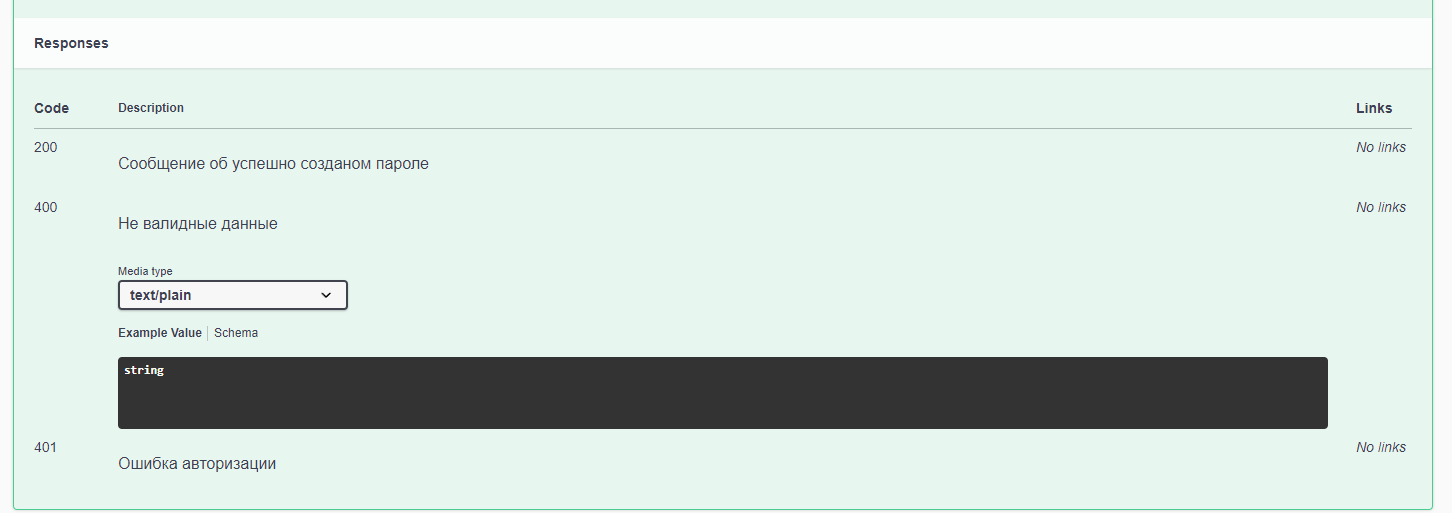 Responses
Code Description Links
200 Сообщение об успешно созданом пароле No links
400 Не валидные данные No links
Media type
text/plain
Example Value Schema
string
401 Ошибка авторизации No links